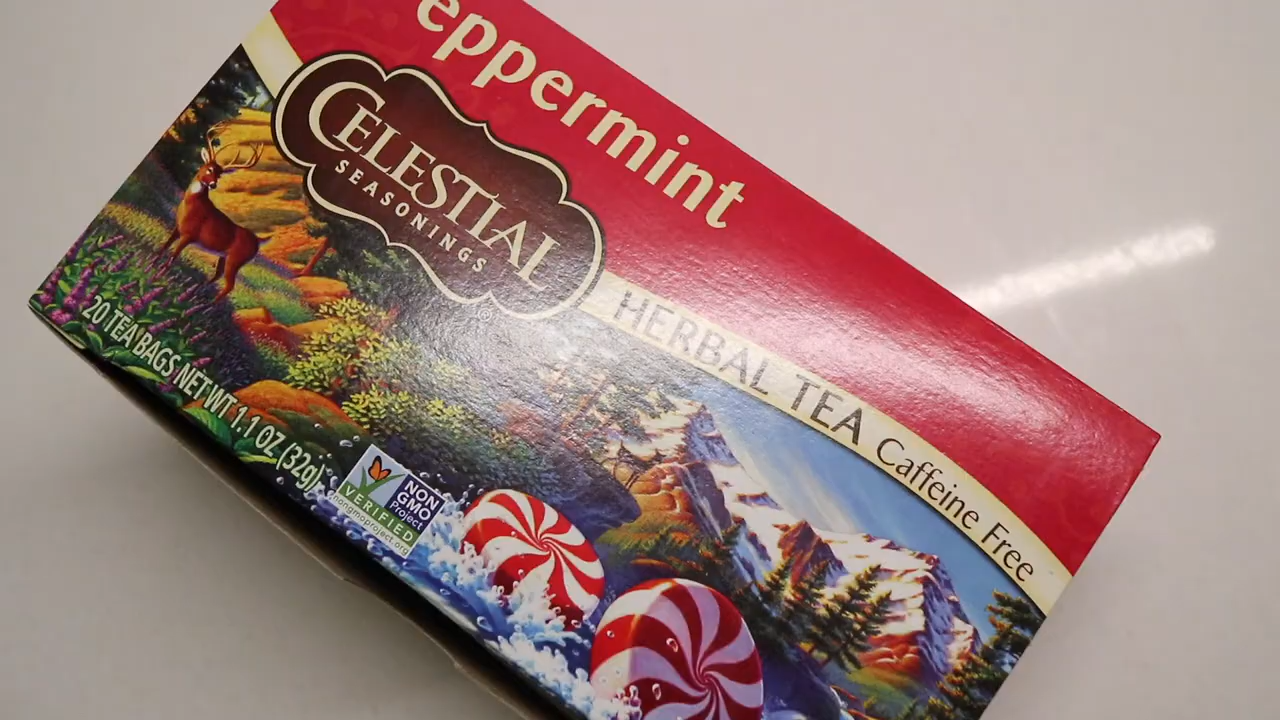 eppermint
CELESTIAL
SEASONINGS
®
HERBAL TEA Caffeine Free
20 TEA BAGS NET WT 1.1 OZ (32g)
NON
GMO
Project
VERIFIED
nongmoproject.org